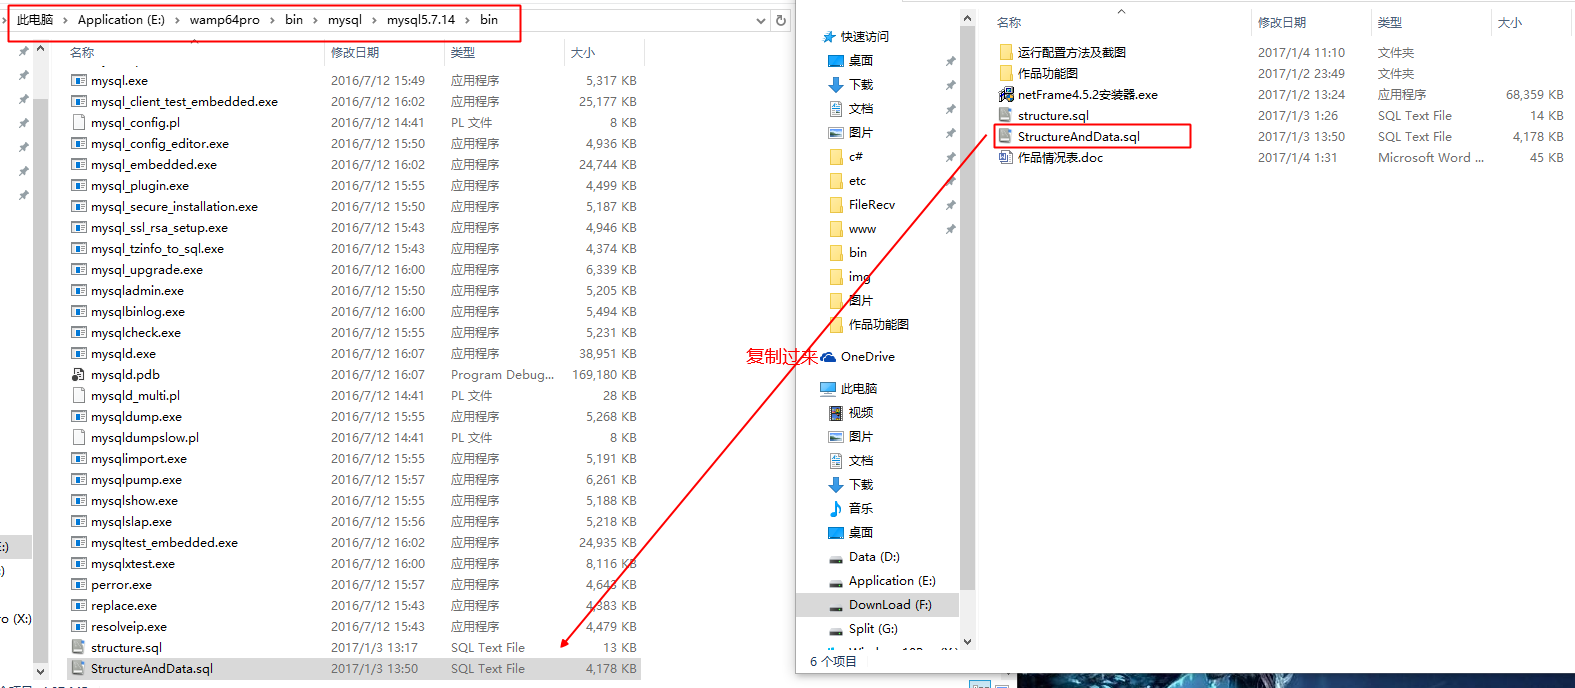 此电脑 › Application (E:) › wamp64pro › bin › mysql › mysql5.7.14 › bin
名称 修改日期 类型 大小
mysql.exe 2016/7/12 15:49 应用程序 5,317 KB
mysql_client_test_embedded.exe 2016/7/12 16:02 应用程序 25,177 KB
mysql_config.pl 2016/7/12 14:41 PL 文件 8 KB
mysql_config_editor.exe 2016/7/12 15:50 应用程序 4,936 KB
mysql_embedded.exe 2016/7/12 16:02 应用程序 24,744 KB
mysql_plugin.exe 2016/7/12 15:55 应用程序 4,499 KB
mysql_secure_installation.exe 2016/7/12 15:50 应用程序 5,187 KB
mysql_ssl_rsa_setup.exe 2016/7/12 15:43 应用程序 4,946 KB
mysql_tzinfo_to_sql.exe 2016/7/12 15:43 应用程序 4,374 KB
mysql_upgrade.exe 2016/7/12 16:00 应用程序 6,339 KB
mysqladmin.exe 2016/7/12 15:50 应用程序 5,205 KB
mysqlbinlog.exe 2016/7/12 16:00 应用程序 5,494 KB
mysqlcheck.exe 2016/7/12 15:55 应用程序 5,231 KB
mysqld.exe 2016/7/12 16:07 应用程序 38,951 KB
mysqld.pdb 2016/7/12 16:07 Program Debug... 169,180 KB
mysqld_multi.pl 2016/7/12 14:41 PL 文件 28 KB
mysqldump.exe 2016/7/12 15:55 应用程序 5,268 KB
mysqldumpslow.pl 2016/7/12 14:41 PL 文件 8 KB
mysqlimport.exe 2016/7/12 15:55 应用程序 5,191 KB
mysqlpump.exe 2016/7/12 15:57 应用程序 6,261 KB
mysqlshow.exe 2016/7/12 15:55 应用程序 5,188 KB
mysqlslap.exe 2016/7/12 15:56 应用程序 5,218 KB
mysqltest_embedded.exe 2016/7/12 16:02 应用程序 24,935 KB
mysqlxtest.exe 2016/7/12 16:00 应用程序 8,116 KB
perror.exe 2016/7/12 15:57 应用程序 4,643 KB
replace.exe 2016/7/12 15:43 应用程序 4,383 KB
resolveip.exe 2016/7/12 15:43 应用程序 4,479 KB
structure.sql 2017/1/3 13:17 SQL Text File 13 KB
StructureAndData.sql 2017/1/3 13:50 SQL Text File 4,178 KB
:)
ro (X:)
复制过来
快速访问
桌面
下载
文档
图片
c#
etc
FileRecv
www
bin
img
图片
作品功能图
OneDrive
此电脑
视频
图片
文档
下载
音乐
桌面
Data (D:)
Application (E:)
DownLoad (F:)
Split (G:)
6 个项目
名称 修改日期 类型 大小
运行配置方法及截图 2017/1/4 11:10 文件夹
作品功能图 2017/1/2 23:49 文件夹
netFrame4.5.2安装器.exe 2017/1/2 13:24 应用程序 68,359 KB
structure.sql 2017/1/3 1:26 SQL Text File 14 KB
StructureAndData.sql 2017/1/3 13:50 SQL Text File 4,178 KB
作品情况表.doc 2017/1/4 1:31 Microsoft Word ... 45 KB